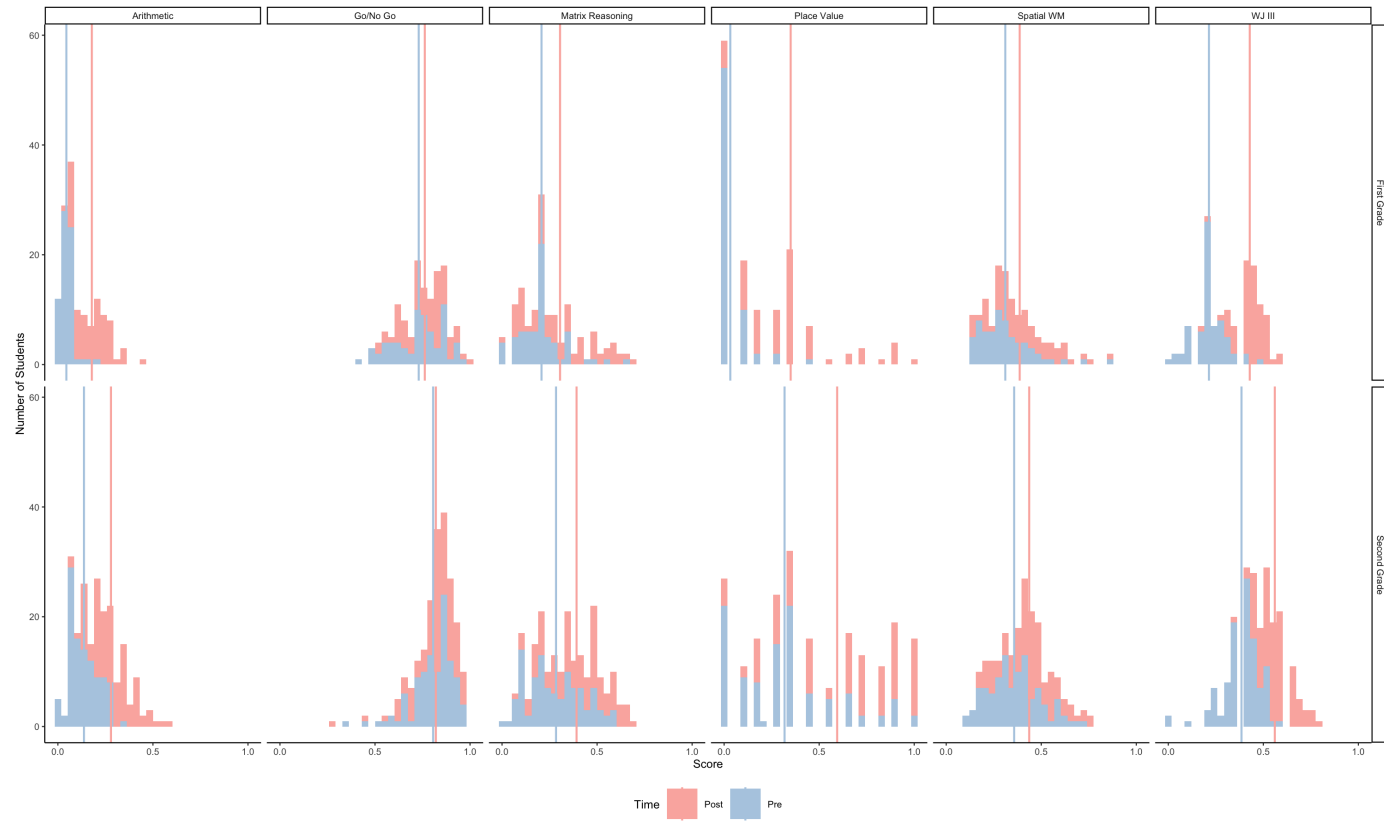 Arithmetic
Go/No Go
Matrix Reasoning
Place Value
Spatial WM
WJ III
60
40
20
0
First Grade
Number of Students
60
40
20
0
Second Grade
0.0 0.5 1.0 0.0 0.5 1.0 0.0 0.5 1.0 0.0 0.5 1.0 0.0 0.5 1.0 0.0 0.5 1.0
Score
Time Post Pre